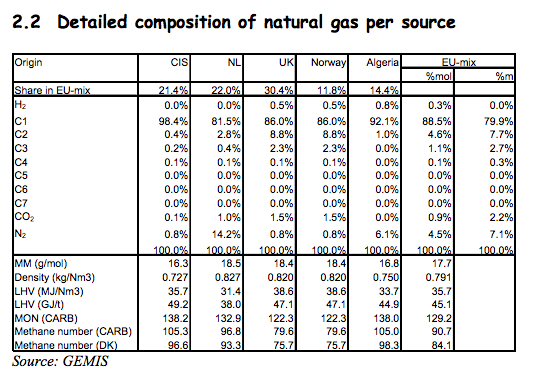 2.2 Detailed composition of natural gas per source
Origin CIS NL UK Norway Algeria EU-mix
%mol %m
Share in EU-mix 21.4% 22.0% 30.4% 11.8% 14.4%
H2 0.0% 0.0% 0.5% 0.5% 0.8% 0.3% 0.0%
C1 98.4% 81.5% 86.0% 86.0% 92.1% 88.5% 79.9%
C2 0.4% 2.8% 8.8% 8.8% 1.0% 4.6% 7.7%
C3 0.2% 0.4% 2.3% 2.3% 0.0% 1.1% 2.7%
C4 0.1% 0.1% 0.1% 0.1% 0.0% 0.1% 0.3%
C5 0.0% 0.0% 0.0% 0.0% 0.0% 0.0% 0.0%
C6 0.0% 0.0% 0.0% 0.0% 0.0% 0.0% 0.0%
C7 0.0% 0.0% 0.0% 0.0% 0.0% 0.0% 0.0%
CO2 0.1% 1.0% 1.5% 1.5% 0.0% 0.9% 2.2%
N2 0.8% 14.2% 0.8% 0.8% 6.1% 4.5% 7.1%
100.0% 100.0% 100.0% 100.0% 100.0% 100.0% 100.0%
MM (g/mol) 16.3 18.5 18.4 18.4 16.8 17.7
Density (kg/Nm3) 0.727 0.827 0.820 0.820 0.750 0.791
LHV (MJ/Nm3) 35.7 31.4 38.6 38.6 33.7 35.7
LHV (GJ/t) 49.2 38.0 47.1 47.1 44.9 45.1
MON (CARB) 138.2 132.9 122.3 122.3 138.0 129.2
Methane number (CARB) 105.3 96.8 79.6 79.6 105.0 90.7
Methane number (DK) 96.6 93.3 75.7 75.7 98.3 84.1
Source: GEMIS